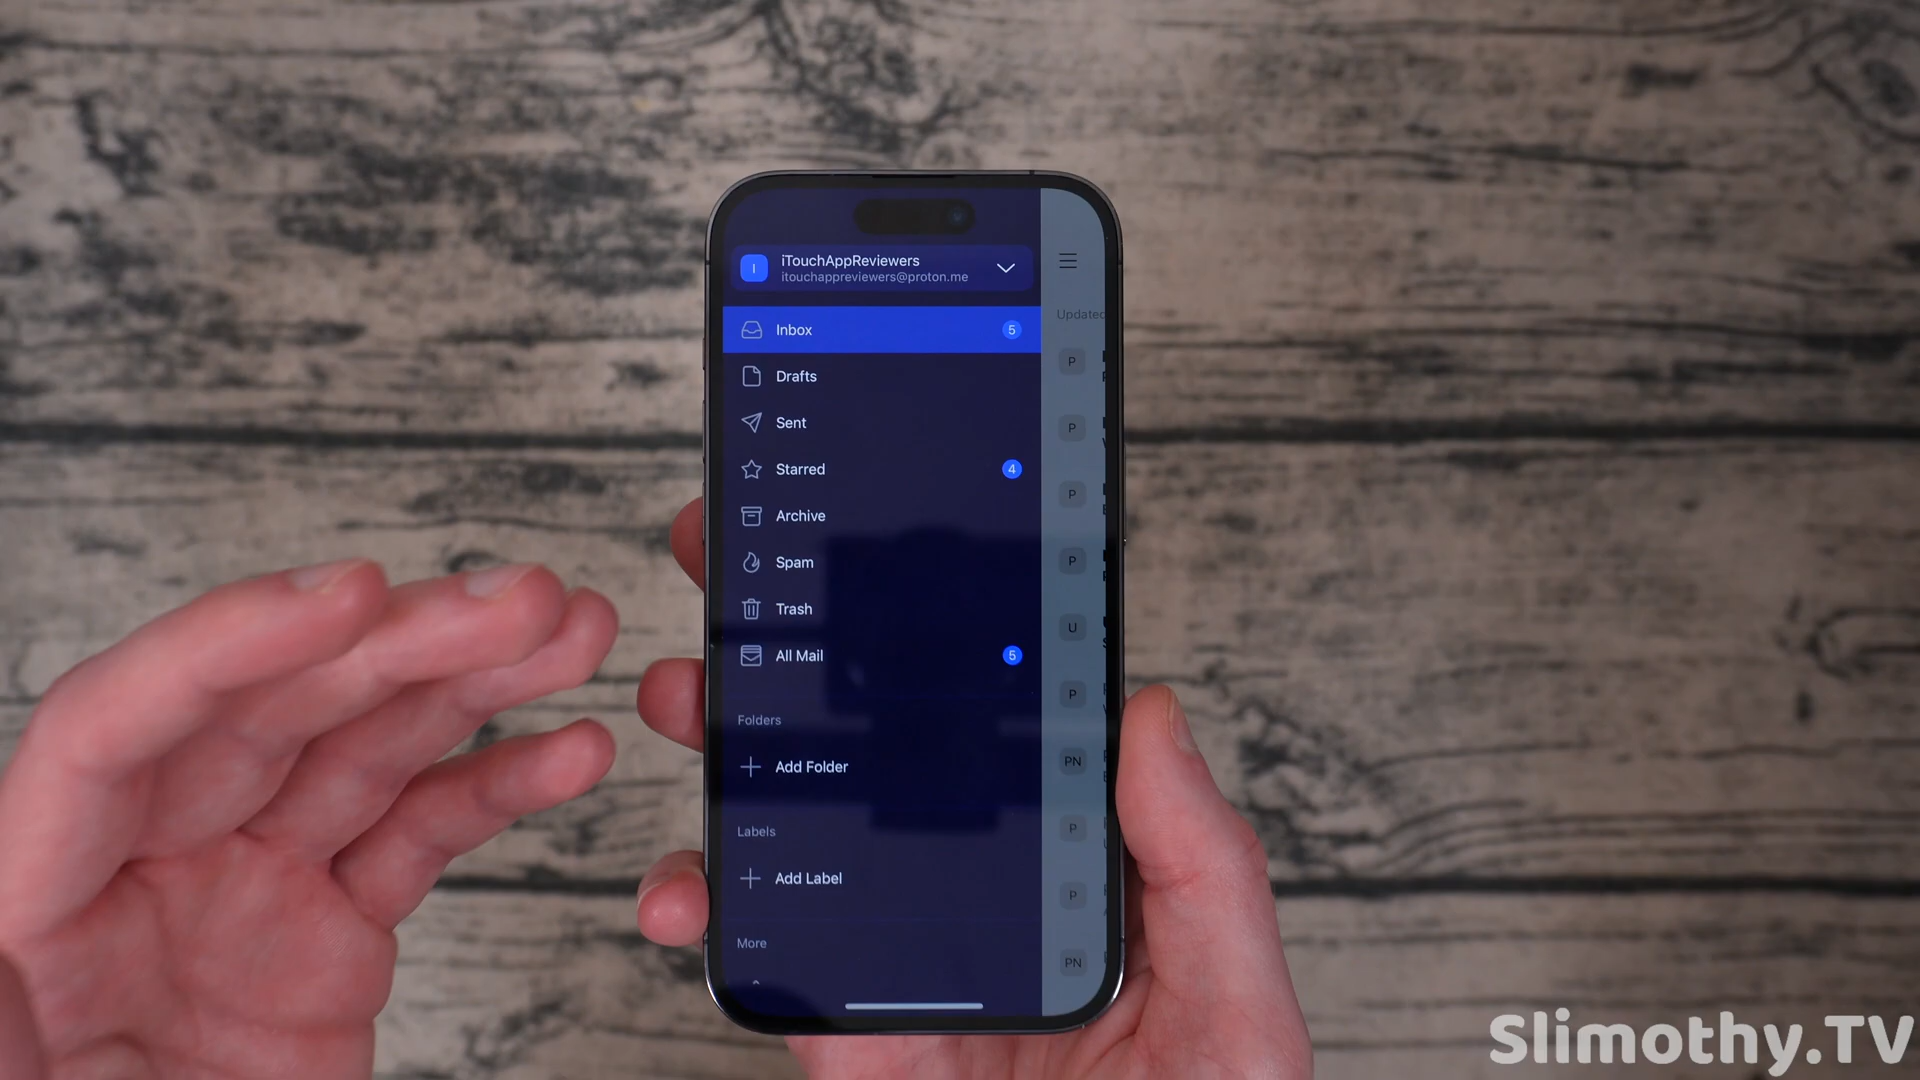 I
iTouchAppReviewers
itouchappreviewers@proton.me
Inbox
5
Drafts
Sent
Starred
4
Archive
Spam
Trash
All Mail
5
Folders
Add Folder
Labels
Add Label
More
Updated
P
P
P
P
U
P
PN
P
P
PN
Slimothy.TV